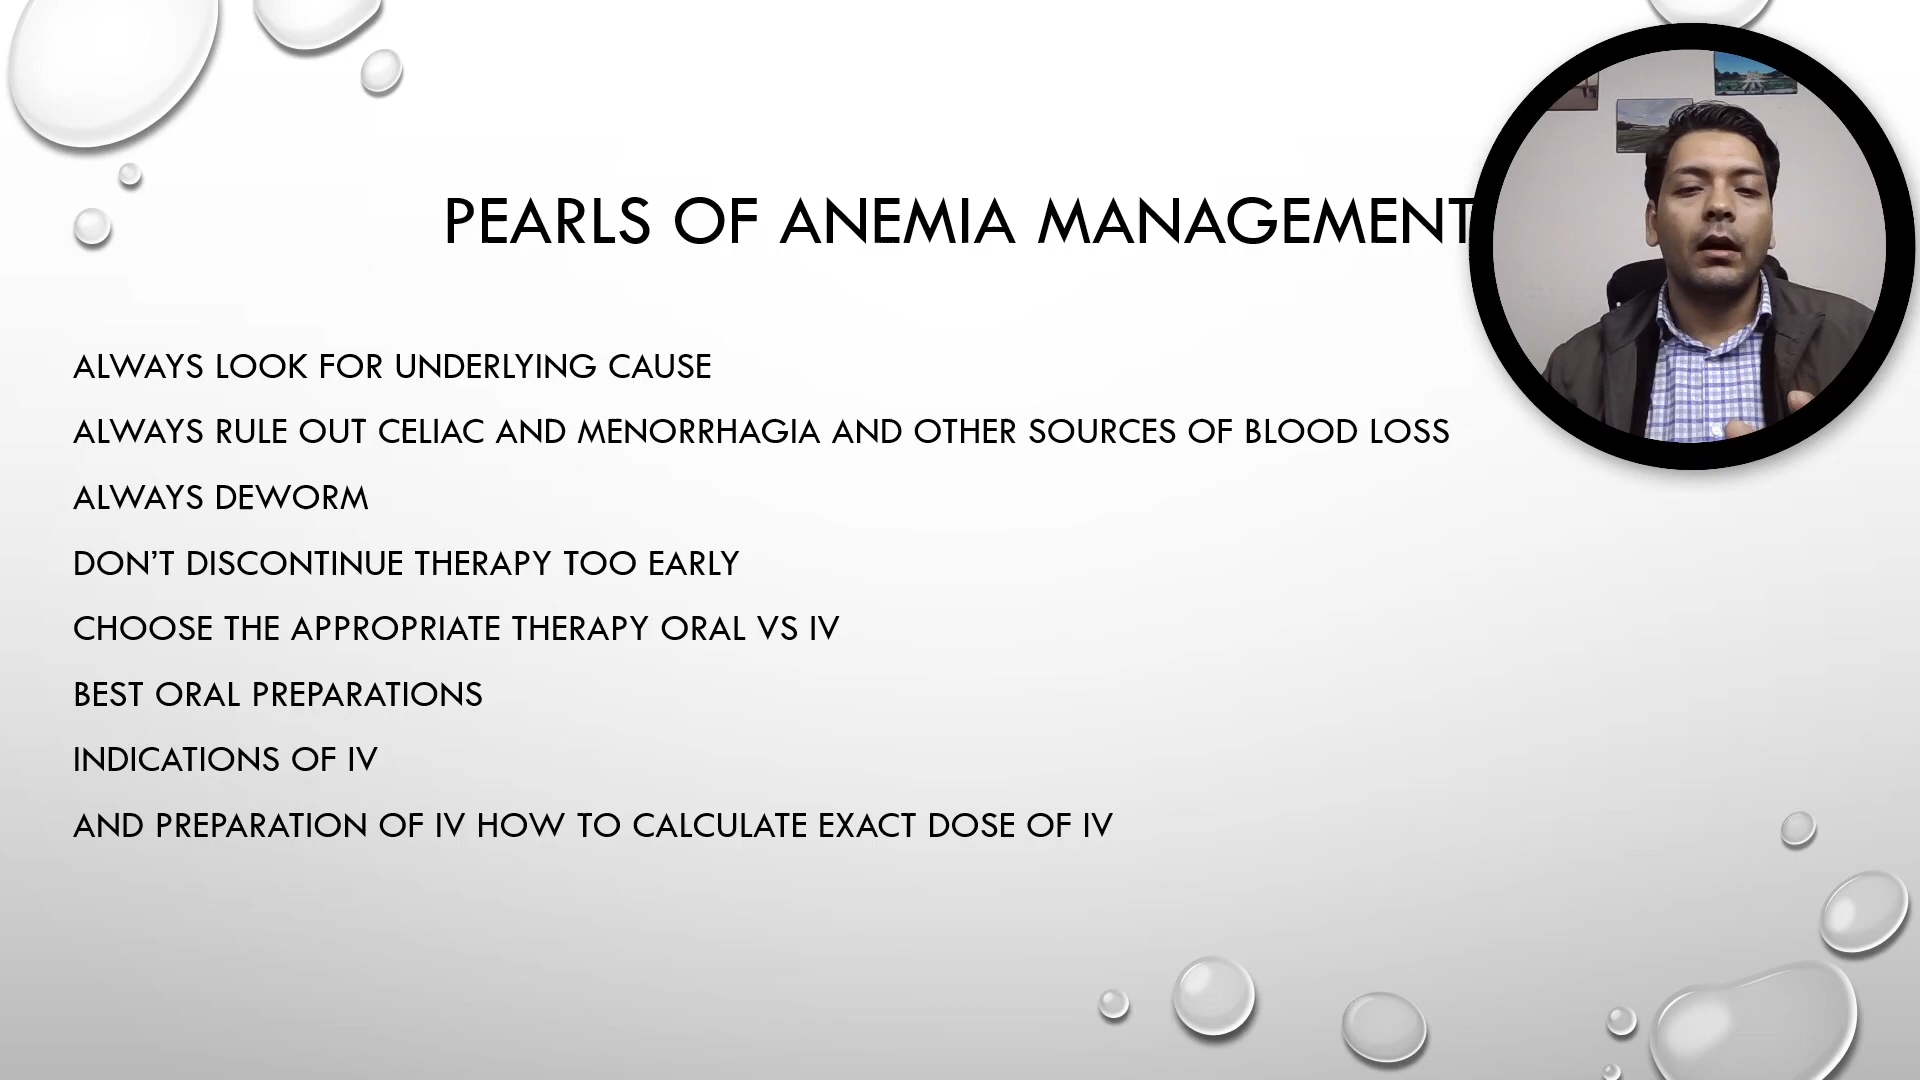 PEARLS OF ANEMIA MANAGEMENT
ALWAYS LOOK FOR UNDERLYING CAUSE
ALWAYS RULE OUT CELIAC AND MENORRHAGIA AND OTHER SOURCES OF BLOOD LOSS
ALWAYS DEWORM
DON’T DISCONTINUE THERAPY TOO EARLY
CHOOSE THE APPROPRIATE THERAPY ORAL VS IV
BEST ORAL PREPARATIONS
INDICATIONS OF IV
AND PREPARATION OF IV HOW TO CALCULATE EXACT DOSE OF IV